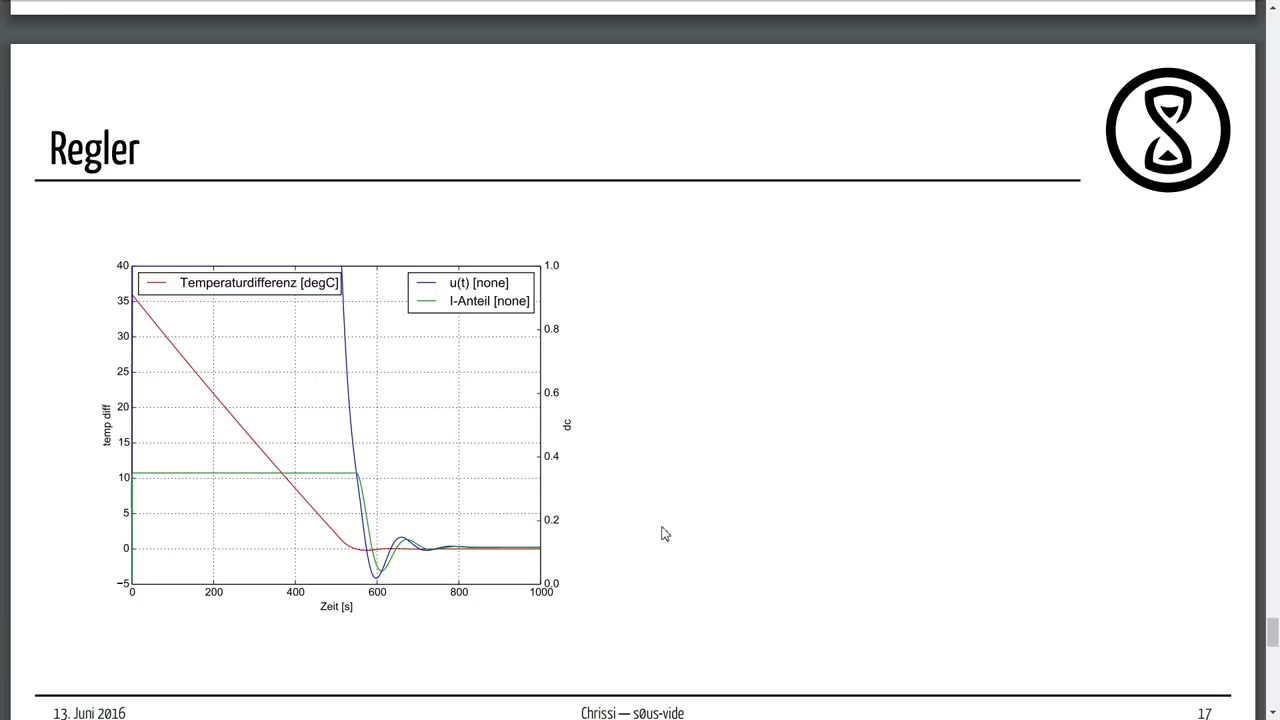 Regler
Temperaturdifferenz [degC]
u(t) [none]
I-Anteil [none]
40
35
30
25
20
15
10
5
0
−5
temp diff
1.0
0.8
0.6
0.4
0.2
0.0
dc
0 200 400 600 800 1000
Zeit [s]
13. Juni 2016 Chrissi — s0us-vide 17